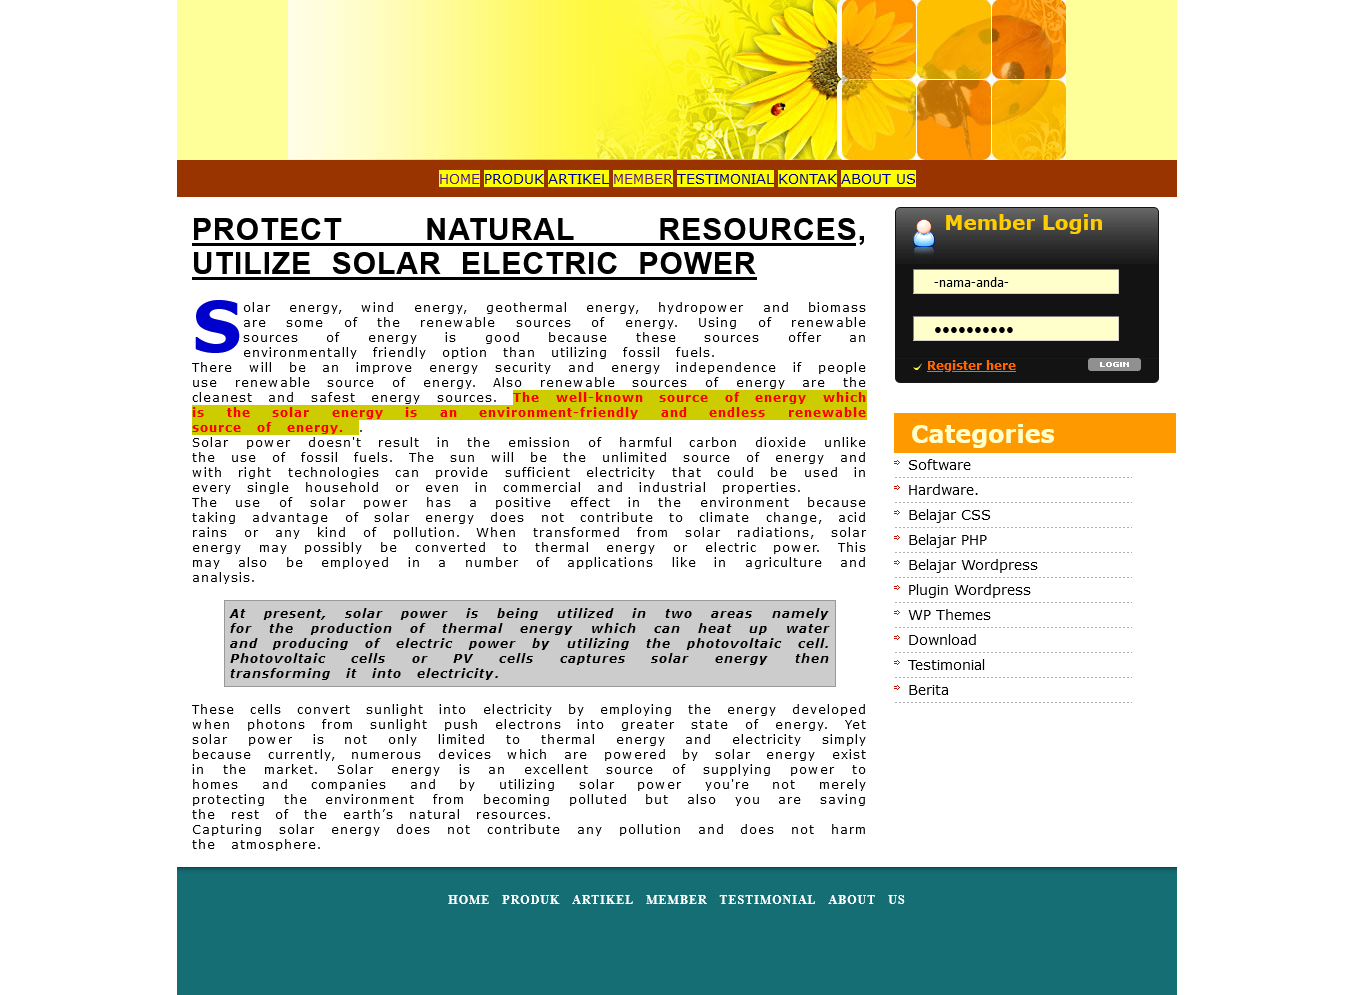 HOME PRODUK ARTIKEL MEMBER TESTIMONIAL KONTAK ABOUT US
PROTECT NATURAL RESOURCES,
UTILIZE SOLAR ELECTRIC POWER
Solar energy, wind energy, geothermal energy, hydropower and biomass
are some of the renewable sources of energy. Using of renewable
sources of energy is good because these sources offer an
environmentally friendly option than utilizing fossil fuels.
There will be an improve energy security and energy independence if people
use renewable source of energy. Also renewable sources of energy are the
cleanest and safest energy sources. The well-known source of energy which
is the solar energy is an environment-friendly and endless renewable
source of energy. .
Solar power doesn't result in the emission of harmful carbon dioxide unlike
the use of fossil fuels. The sun will be the unlimited source of energy and
with right technologies can provide sufficient electricity that could be used in
every single household or even in commercial and industrial properties.
The use of solar power has a positive effect in the environment because
taking advantage of solar energy does not contribute to climate change, acid
rains or any kind of pollution. When transformed from solar radiations, solar
energy may possibly be converted to thermal energy or electric power. This
may also be employed in a number of applications like in agriculture and
analysis.
At present, solar power is being utilized in two areas namely
for the production of thermal energy which can heat up water
and producing of electric power by utilizing the photovoltaic cell.
Photovoltaic cells or PV cells captures solar energy then
transforming it into electricity.
These cells convert sunlight into electricity by employing the energy developed
when photons from sunlight push electrons into greater state of energy. Yet
solar power is not only limited to thermal energy and electricity simply
because currently, numerous devices which are powered by solar energy exist
in the market. Solar energy is an excellent source of supplying power to
homes and companies and by utilizing solar power you're not merely
protecting the environment from becoming polluted but also you are saving
the rest of the earth’s natural resources.
Capturing solar energy does not contribute any pollution and does not harm
the atmosphere.
Member Login
-nama-anda-
●●●●●●●●●●
Register here
LOGIN
Categories
Software
Hardware.
Belajar CSS
Belajar PHP
Belajar Wordpress
Plugin Wordpress
WP Themes
Download
Testimonial
Berita
HOME PRODUK ARTIKEL MEMBER TESTIMONIAL ABOUT US